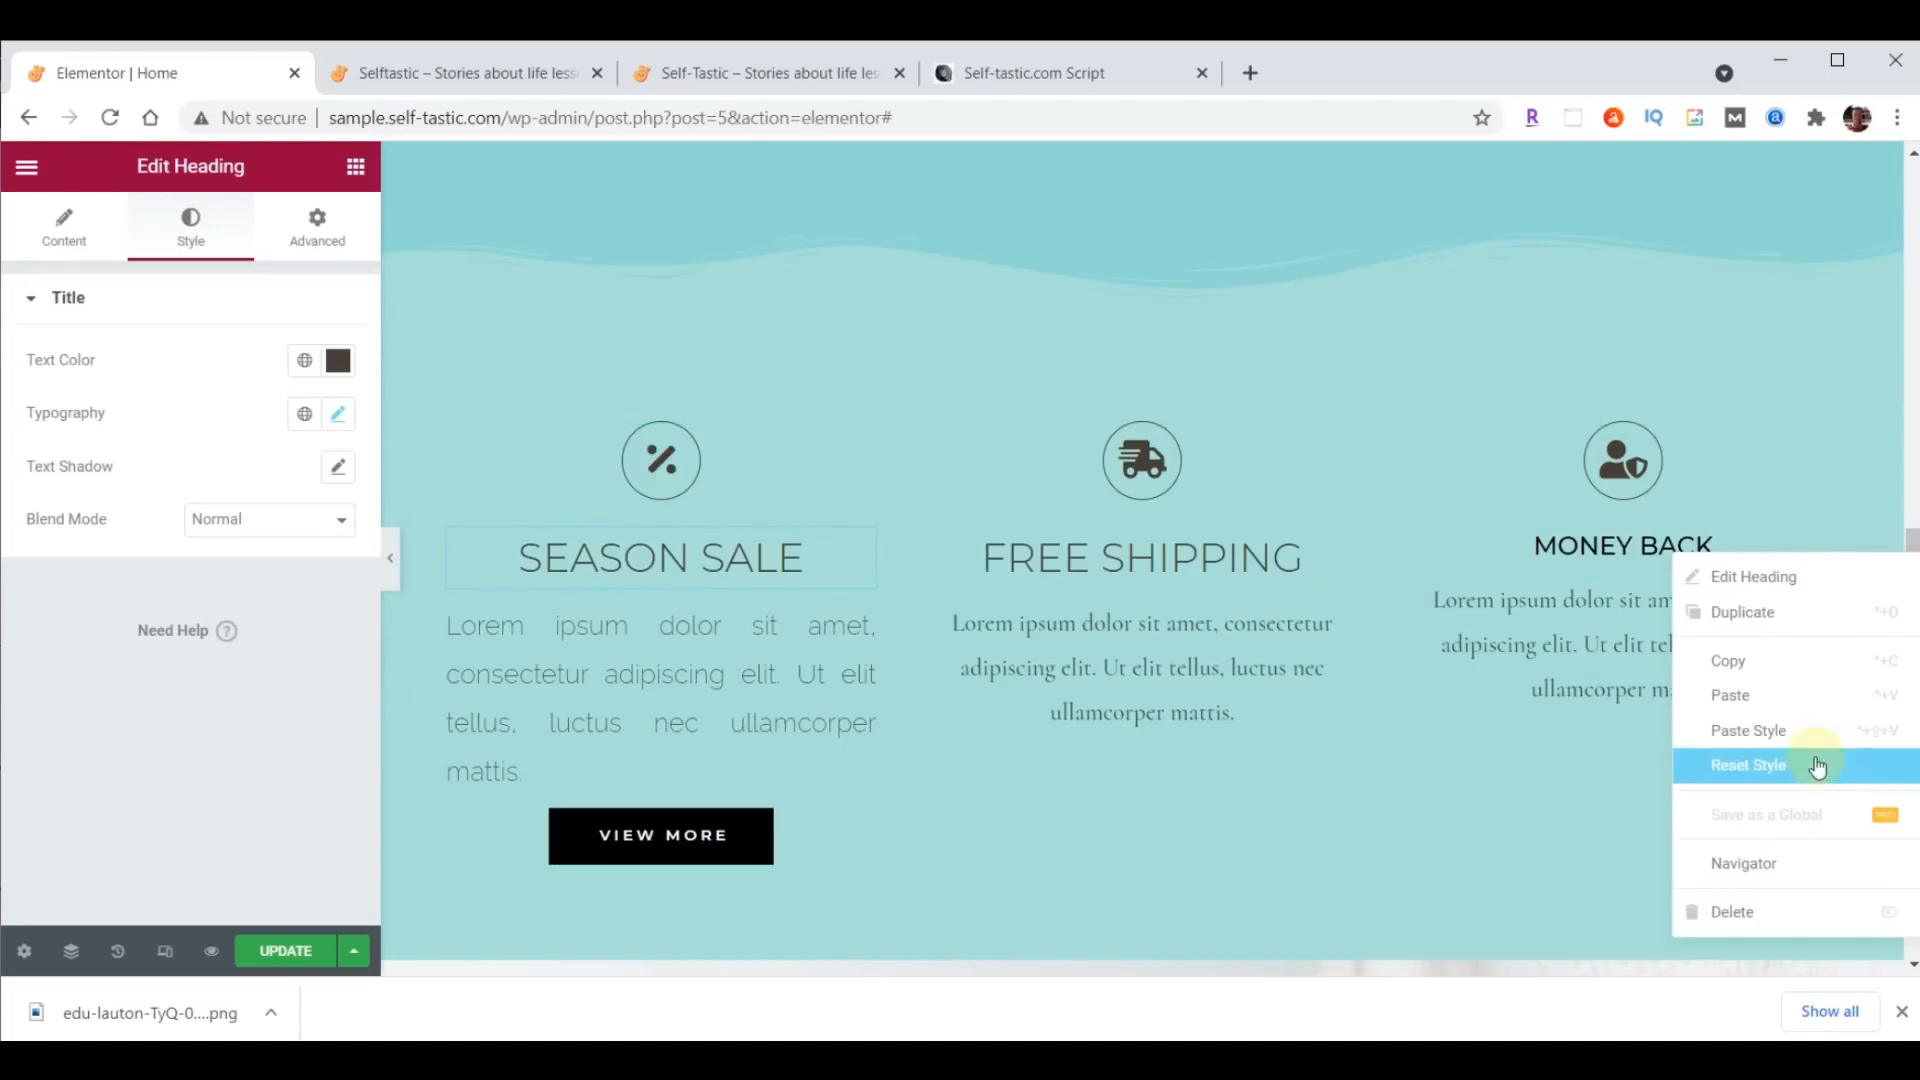 Elementor | Home
Selftastic – Stories about life less
Self-Tastic – Stories about life les
Self-tastic.com Script
Not secure | sample.self-tastic.com/wp-admin/post.php?post=5&action=elementor#
Edit Heading
Content
Style
Advanced
Title
Text Color
Typography
Text Shadow
Blend Mode
Normal
Need Help ?
UPDATE
SEASON SALE
Lorem ipsum dolor sit amet,
consectetur adipiscing elit. Ut elit
tellus, luctus nec ullamcorper
mattis.
VIEW MORE
FREE SHIPPING
Lorem ipsum dolor sit amet, consectetur
adipiscing elit. Ut elit tellus, luctus nec
ullamcorper mattis.
MONEY BACK
Lorem ipsum dolor sit am
adipiscing elit. Ut elit tel
ullamcorper ma
Edit Heading
Duplicate ^+D
Copy ^+C
Paste ^+V
Paste Style ^+⇧+V
Reset Style
Save as a Global PRO
Navigator
Delete
edu-lauton-TyQ-0....png
Show all